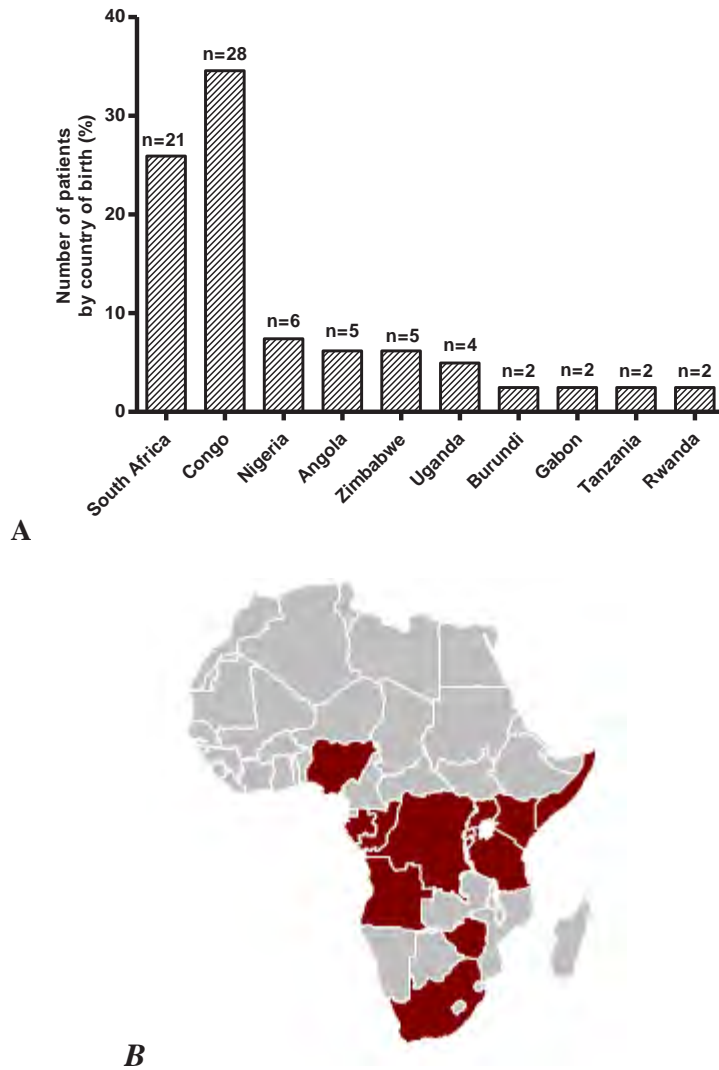 40
30
20
10
0
Number of patients
by country of birth (%)
n=21
n=28
n=6
n=5
n=5
n=4
n=2
n=2
n=2
n=2
South Africa
Congo
Nigeria
Angola
Zimbabwe
Uganda
Burundi
Gabon
Tanzania
Rwanda
A
B